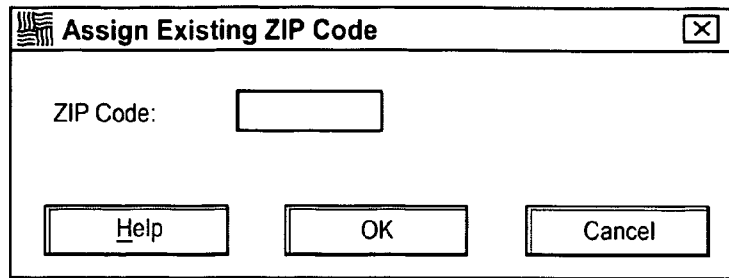 Assign Existing ZIP Code
ZIP Code:
Help OK Cancel